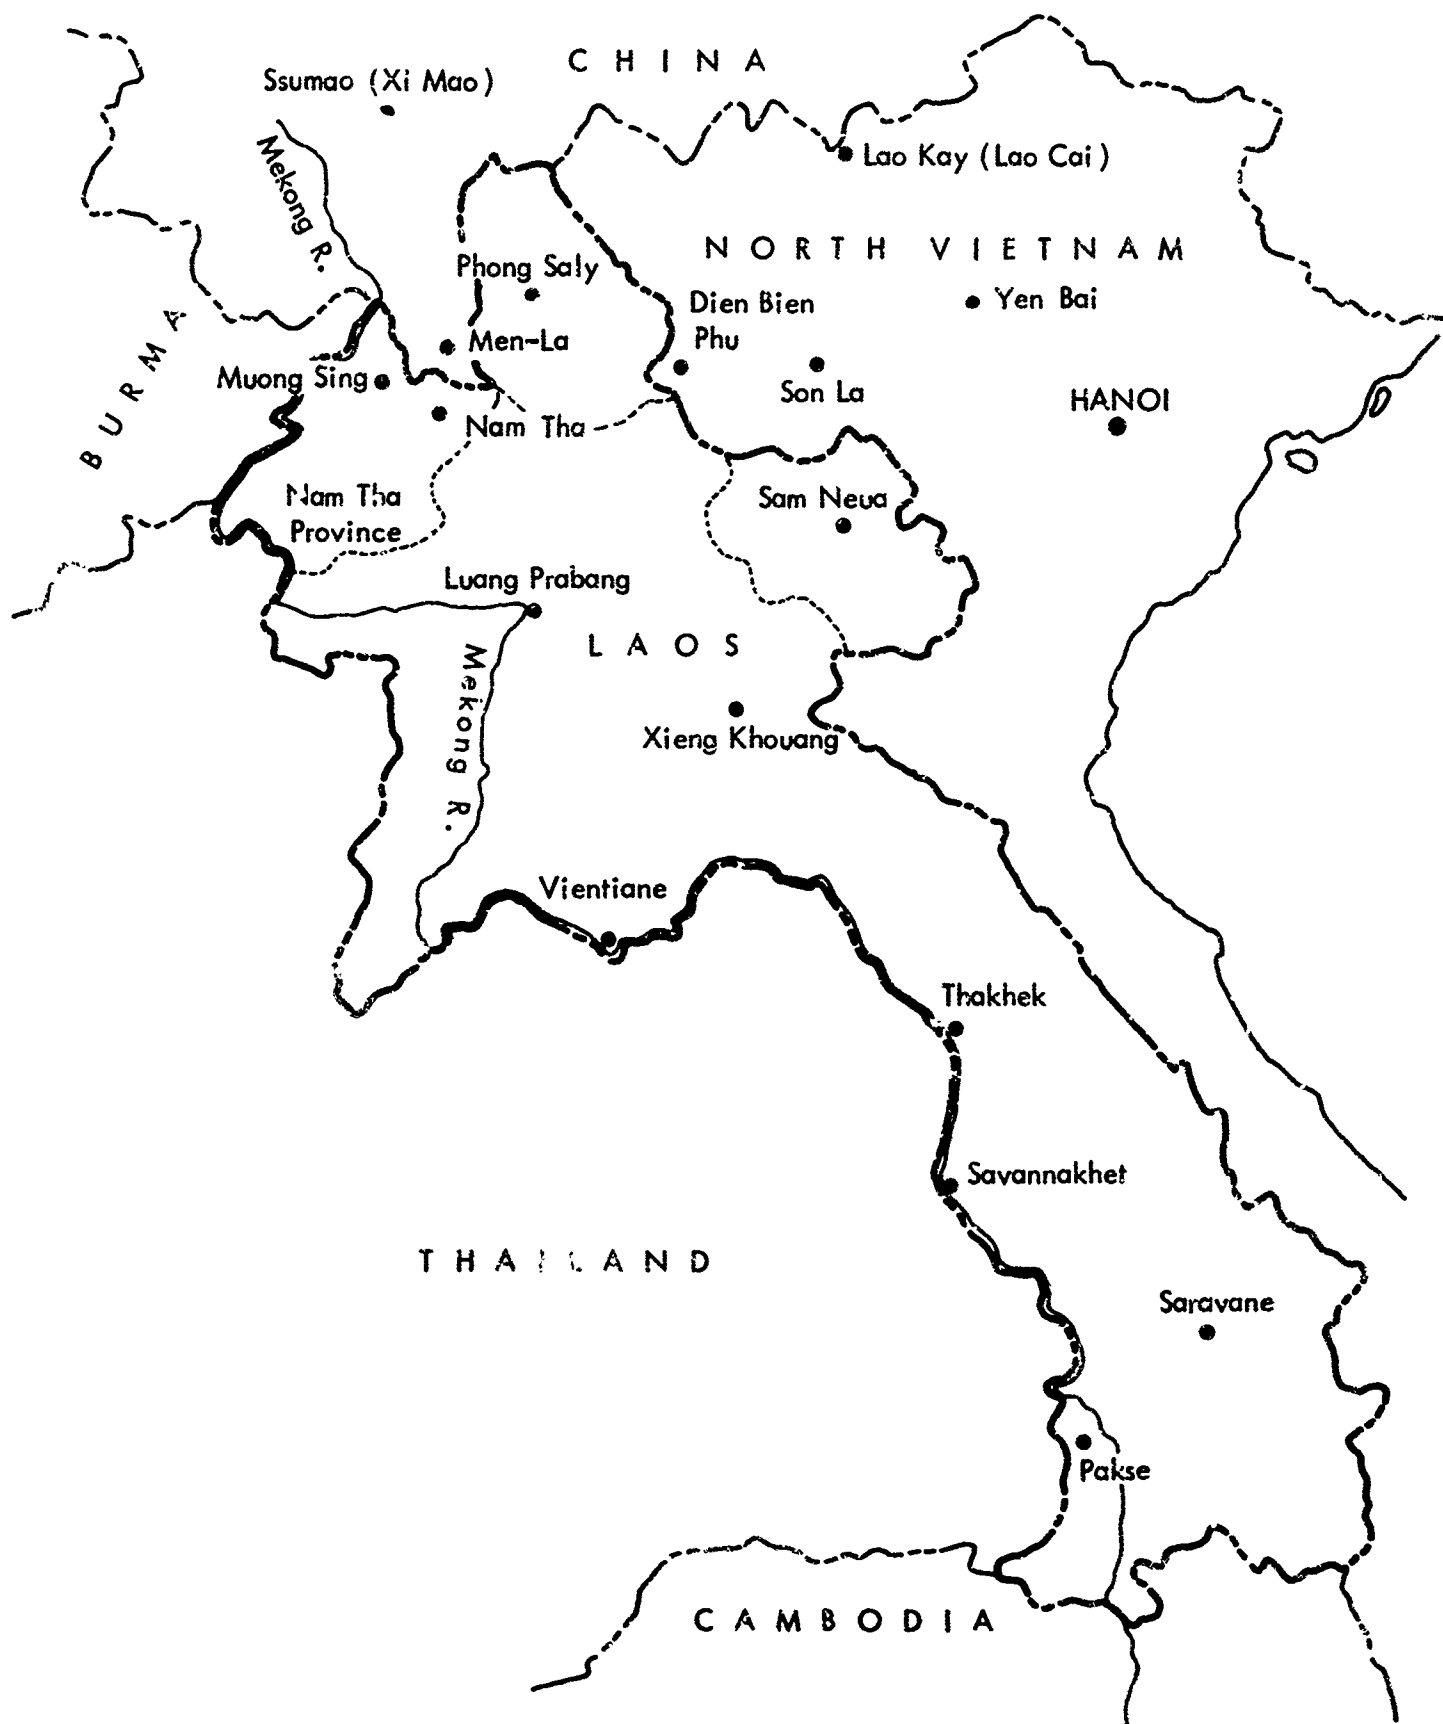 CHINA
Ssumao (Xi Mao)
Mekong R.
Lao Kay (Lao Cai)
NORTH VIETNAM
Phong Saly
Dien Bien
Phu
Yen Bai
BURMA
Men-La
Muong Sing
Son La
HANOI
Nam Tha
Nam Tha
Province
Sam Neua
Luang Prabang
LAOS
Mekong R.
Xieng Khouang
Vientiane
Thakhek
Savannakhet
THAILAND
Saravane
Pakse
CAMBODIA